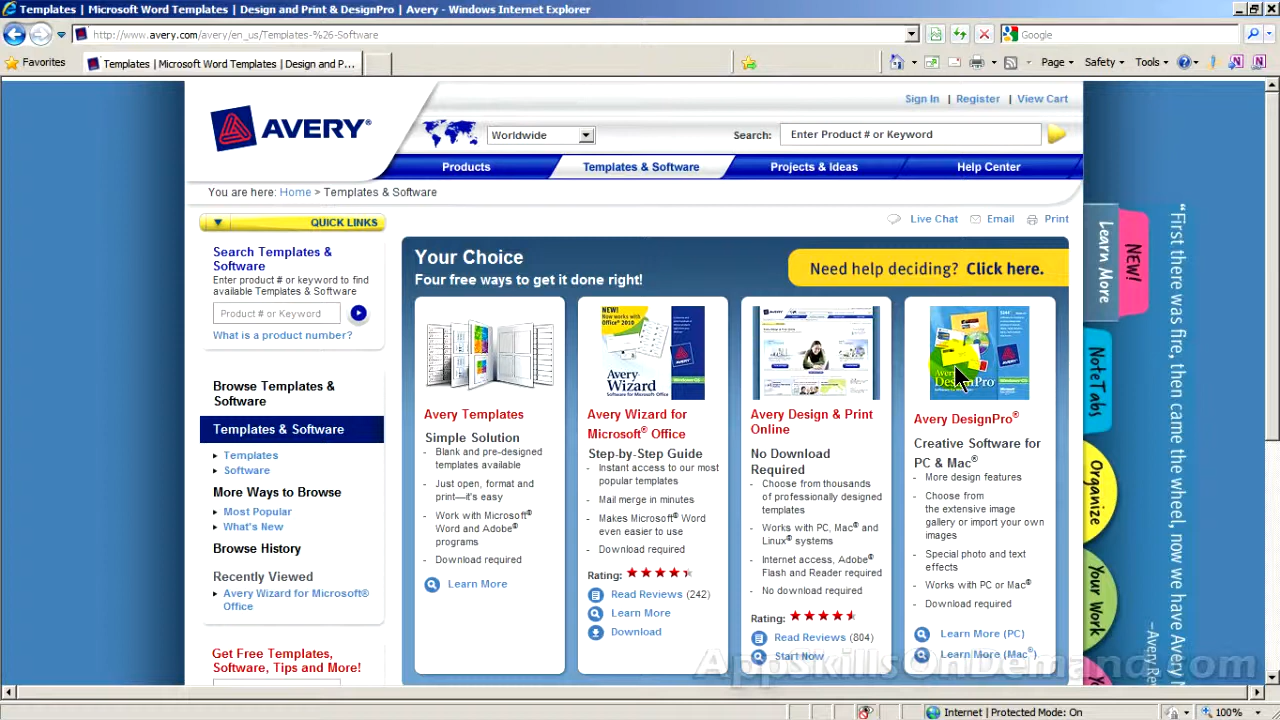 Templates | Microsoft Word Templates | Design and Print & DesignPro | Avery - Windows Internet Explorer
http://www.avery.com/avery/en_us/Templates-%26-Software
Google
Favorites
Templates | Microsoft Word Templates | Design and P...
Page
Safety
Tools
Sign In | Register | View Cart
AVERY
Worldwide
Search:
Enter Product # or Keyword
Products
Templates & Software
Projects & Ideas
Help Center
You are here: Home > Templates & Software
QUICK LINKS
Live Chat
Email
Print
Search Templates &
Software
Enter product # or keyword to find
available Templates & Software
Product # or Keyword
What is a product number?
Browse Templates &
Software
Templates & Software
Templates
Software
More Ways to Browse
Most Popular
What's New
Browse History
Recently Viewed
Avery Wizard for Microsoft®
Office
Get Free Templates,
Software, Tips and More!
Your Choice
Four free ways to get it done right!
Need help deciding? Click here.
Avery Templates
Simple Solution
- Blank and pre-designed
templates available
- Just open, format and
print—it's easy
- Work with Microsoft®
Word and Adobe®
programs
- Download required
Learn More
NEW!
Now works with
Office 2010
Avery
Wizard
Avery Wizard for
Microsoft® Office
Step-by-Step Guide
- Instant access to our most
popular templates
- Mail merge in minutes
- Makes Microsoft® Word
even easier to use
- Download required
Rating:
Read Reviews (242)
Learn More
Download
AVERY
Avery Design & Print
Online
No Download
Required
- Choose from thousands
of professionally designed
templates
- Works with PC, Mac® and
Linux® systems
- Internet access, Adobe®
Flash and Reader required
- No download required
Rating:
Read Reviews (804)
Start Now
Avery
DesignPro
Avery DesignPro®
Creative Software for
PC & Mac®
- More design features
- Choose from
the extensive image
gallery or import your own
images
- Special photo and text
effects
- Works with PC or Mac®
- Download required
Learn More (PC)
Learn More (Mac®)
Learn More
NEW!
NoteTabs
Organize
Your Work
“First there was fire, then came the wheel, now we have Avery
AppSkillsOnDemand.com
Internet | Protected Mode: On
100%